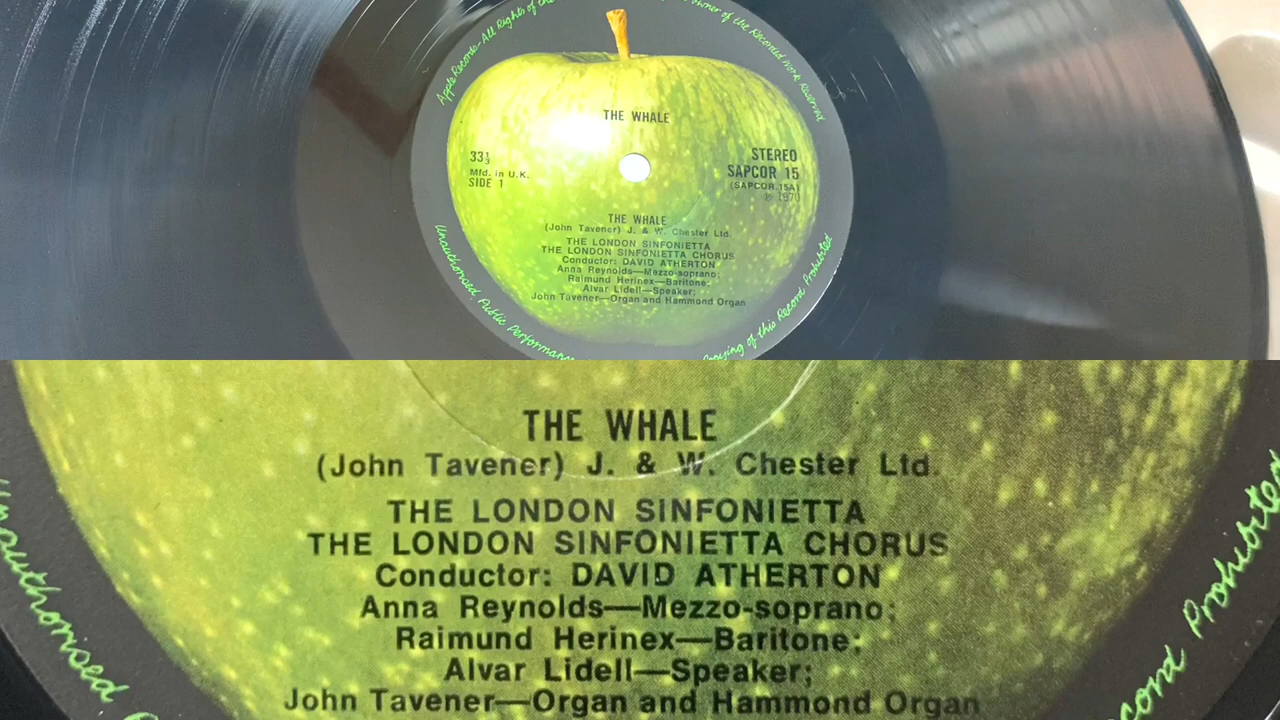 Apple Records-All Rights of the
Owner of the Recorded Work Reserved
THE WHALE
33⅓
Mfd. in U.K.
SIDE 1
STEREO
SAPCOR 15
(SAPCOR.15A)
℗ 1970
THE WHALE
(John Tavener) J. & W. Chester Ltd.
THE LONDON SINFONIETTA
THE LONDON SINFONIETTA CHORUS
Conductor: DAVID ATHERTON
Anna Reynolds—Mezzo-soprano;
Raimund Herinex—Baritone;
Alvar Lidell—Speaker;
John Tavener—Organ and Hammond Organ
Unauthorised, Public Performance
Copying of this Record Prohibited
THE WHALE
(John Tavener) J. & W. Chester Ltd.
THE LONDON SINFONIETTA
THE LONDON SINFONIETTA CHORUS
Conductor: DAVID ATHERTON
Anna Reynolds—Mezzo-soprano;
Raimund Herinex—Baritone;
Alvar Lidell—Speaker;
John Tavener—Organ and Hammond Organ
Unauthorised
cord Prohibited